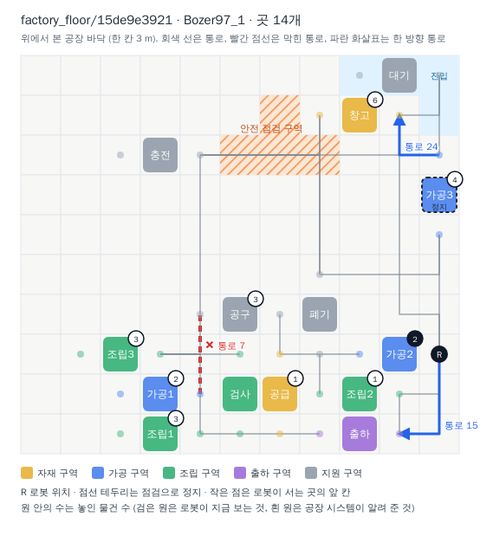 factory_floor/15de9e3921 · Bozer97_1 · 곳 14개
위에서 본 공장 바닥 (한 칸 3 m). 회색 선은 통로, 빨간 점선은 막힌 통로, 파란 화살표는 한 방향 통로
대기
진입
6
창고
안전 점검 구역
통로 24
충전
4
가공3
정지
3
공구
폐기
3
조립3
통로 7
2
가공2
R
2
가공1
검사
1
공급
1
조립2
3
조립1
출하
통로 15
자재 구역
가공 구역
조립 구역
출하 구역
지원 구역
R 로봇 위치 · 점선 테두리는 점검으로 정지 · 작은 점은 로봇이 서는 곳의 앞 칸
원 안의 수는 놓인 물건 수 (검은 원은 로봇이 지금 보는 것, 흰 원은 공장 시스템이 알려 준 것)